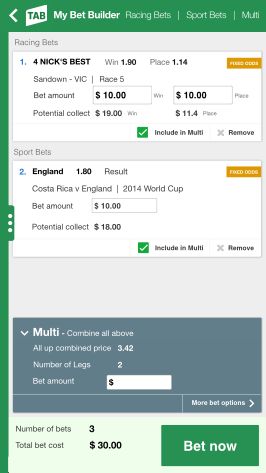 TAB My Bet Builder Racing Bets | Sport Bets | Multi
Racing Bets
1. 4 NICK'S BEST Win 1.90 Place 1.14 FIXED ODDS
Sandown - VIC | Race 5
Bet amount $ 10.00 Win $ 10.00 Place
Potential collect $ 19.00 Win $ 11.4 Place
Include in Multi Remove
Sport Bets
2. England 1.80 Result FIXED ODDS
Costa Rica v England | 2014 World Cup
Bet amount $ 10.00
Potential collect $ 18.00
Include in Multi Remove
Multi - Combine all above
All up combined price 3.42
Number of Legs 2
Bet amount $
More bet options
Number of bets 3
Total bet cost $ 30.00
Bet now